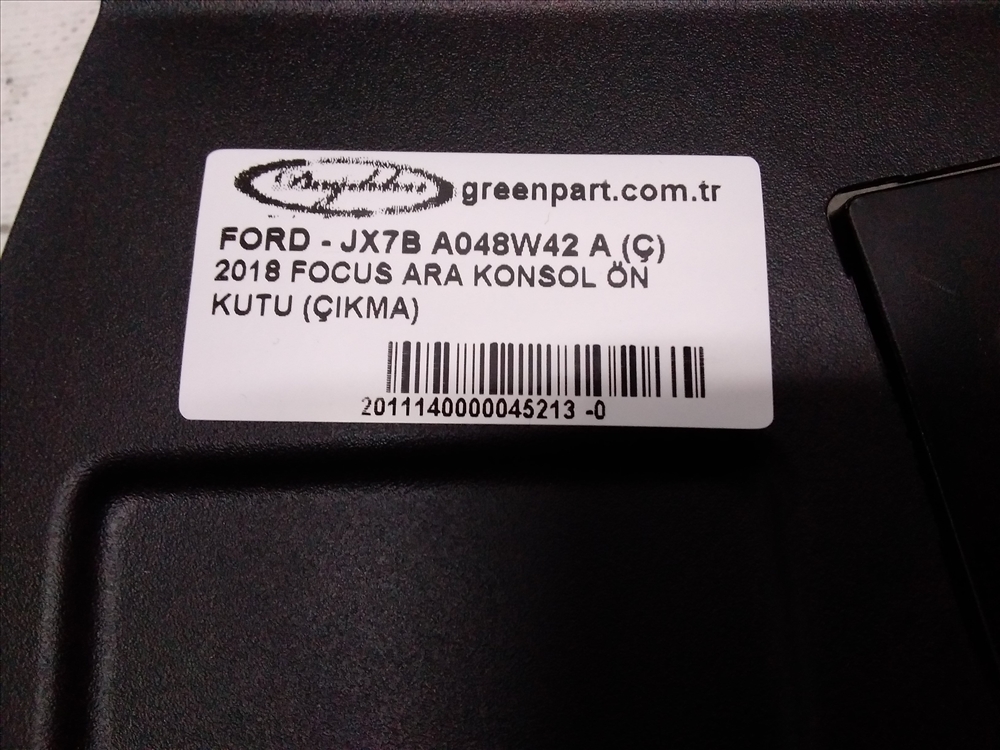 greenpart.com.tr
FORD - JX7B A048W42 A (Ç)
2018 FOCUS ARA KONSOL ÖN
KUTU (ÇIKMA)
2011140000045213 -0